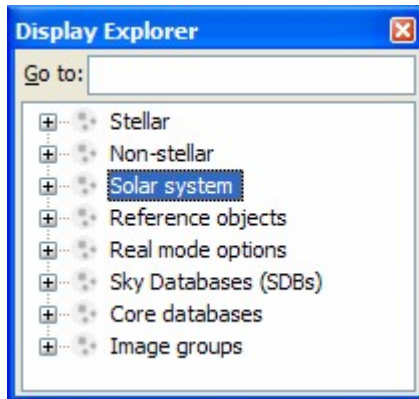 Display Explorer
Go to:
Stellar
Non-stellar
Solar system
Reference objects
Real mode options
Sky Databases (SDBs)
Core databases
Image groups